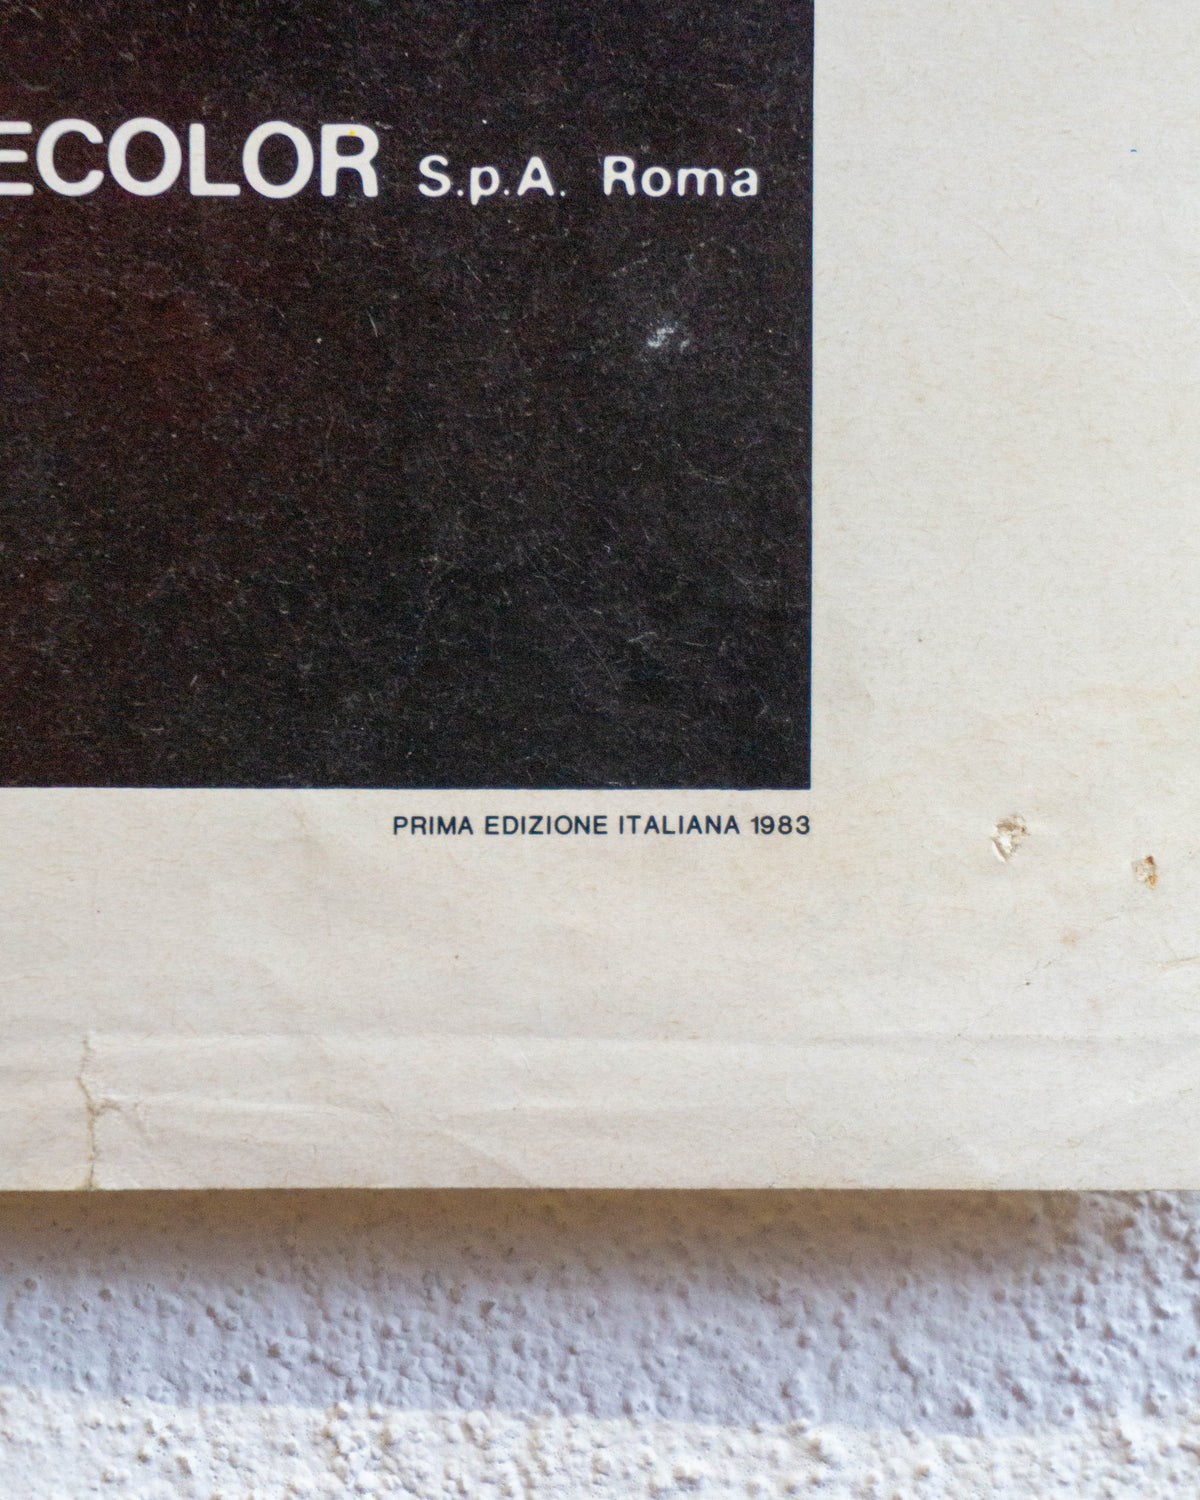 ECOLOR S.p.A. Roma
PRIMA EDIZIONE ITALIANA 1983